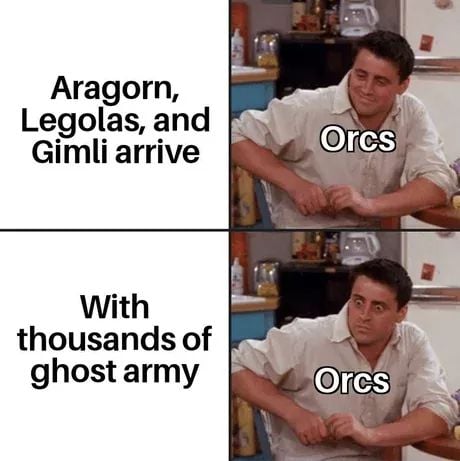 Aragorn,
Legolas, and
Gimli arrive
Orcs
With
thousands of
ghost army
Orcs